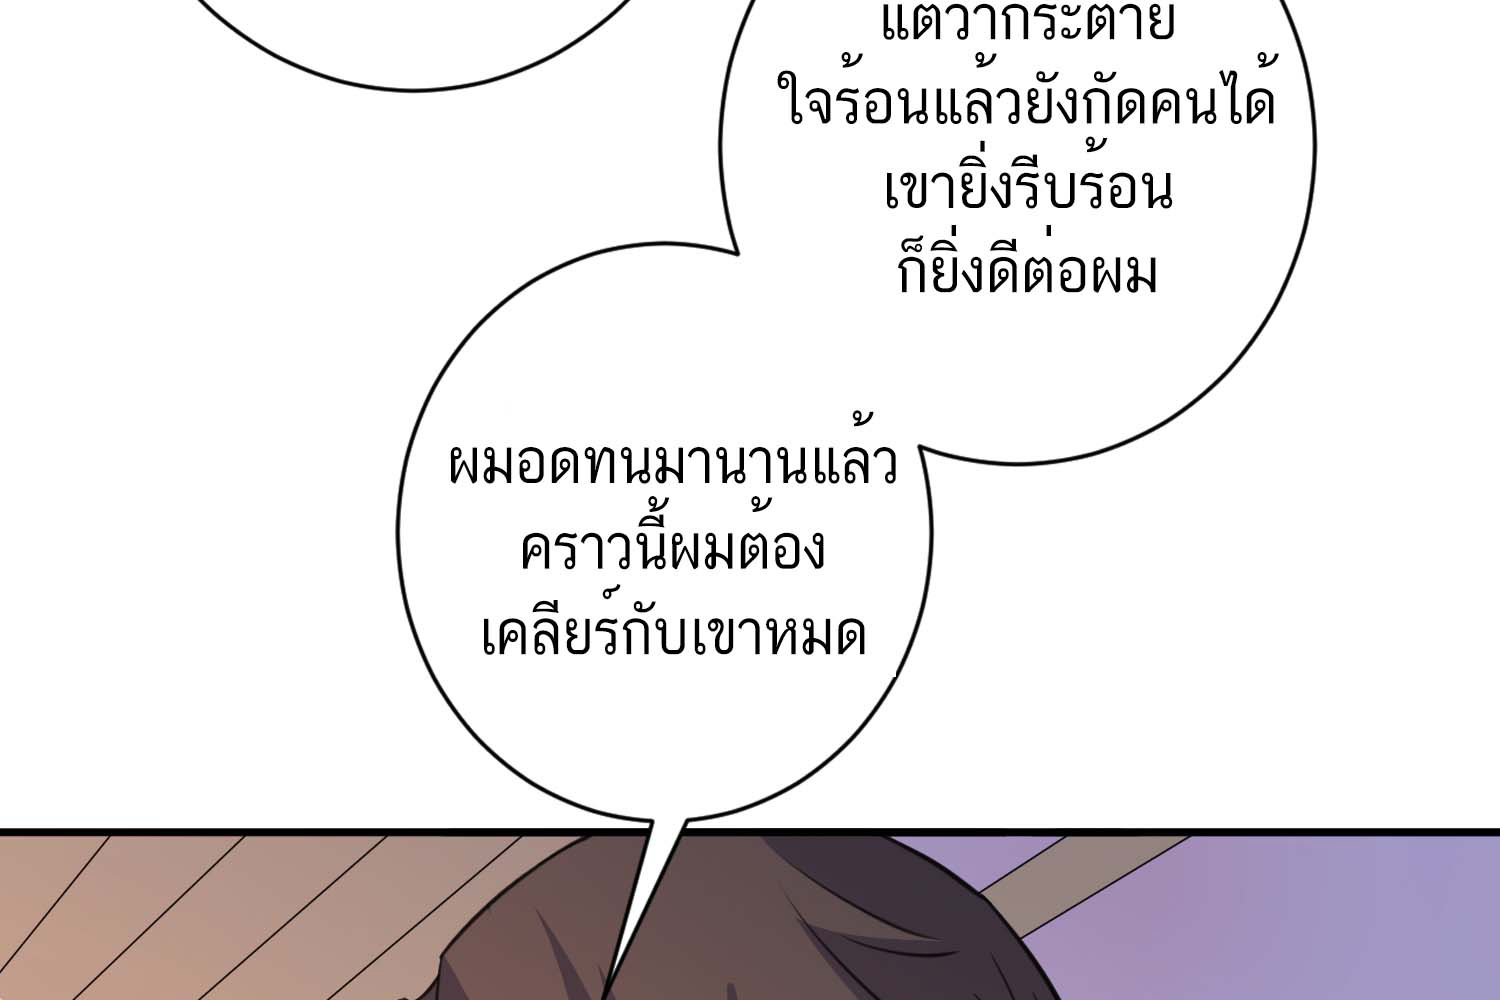 แต่ว่ากระต่าย
ใจร้อนแล้วยังกัดคนได้
เขายิ่งรีบร้อน
ก็ยิ่งดีต่อผม
ผมอดทนมานานแล้ว
คราวนี้ผมต้อง
เคลียร์กับเขาหมด